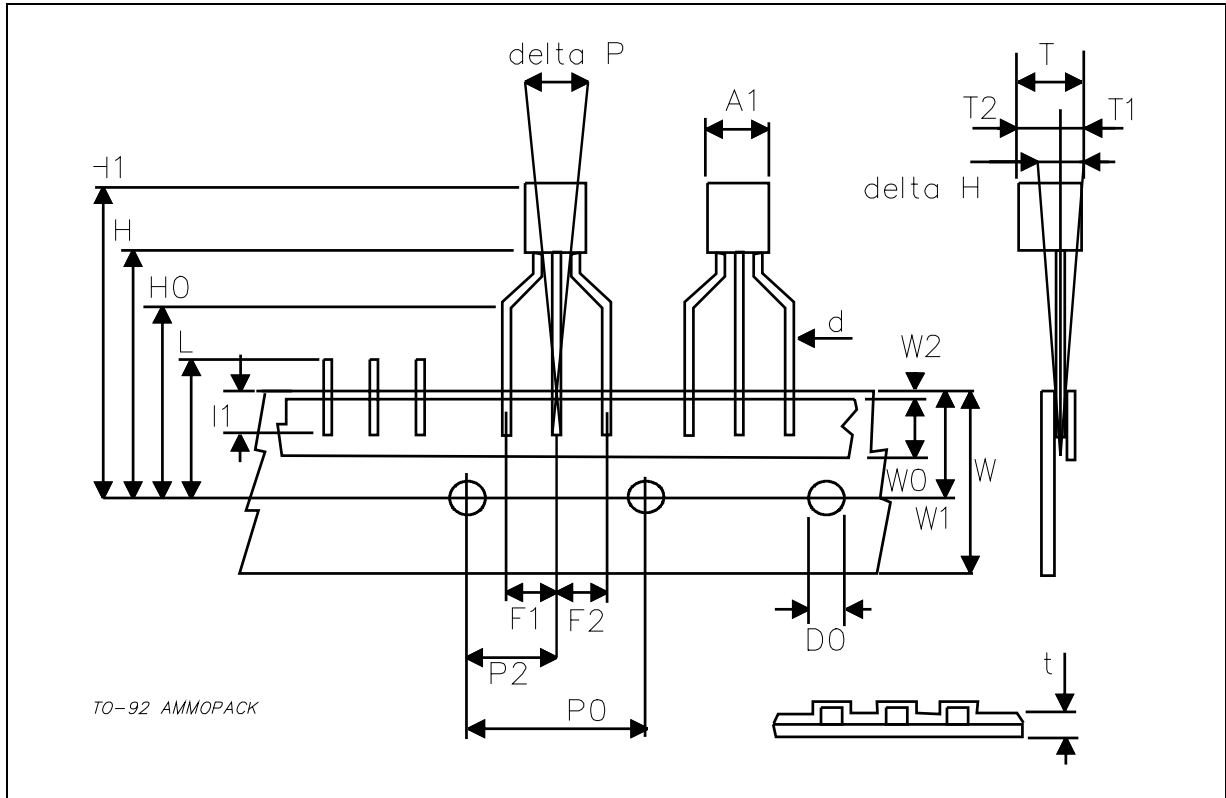 delta P
A1
T
T2
T1
H1
delta H
H
H0
L
d
W2
I1
W0
W
W1
F1
F2
D0
P2
t
P0
TO-92 AMMOPACK